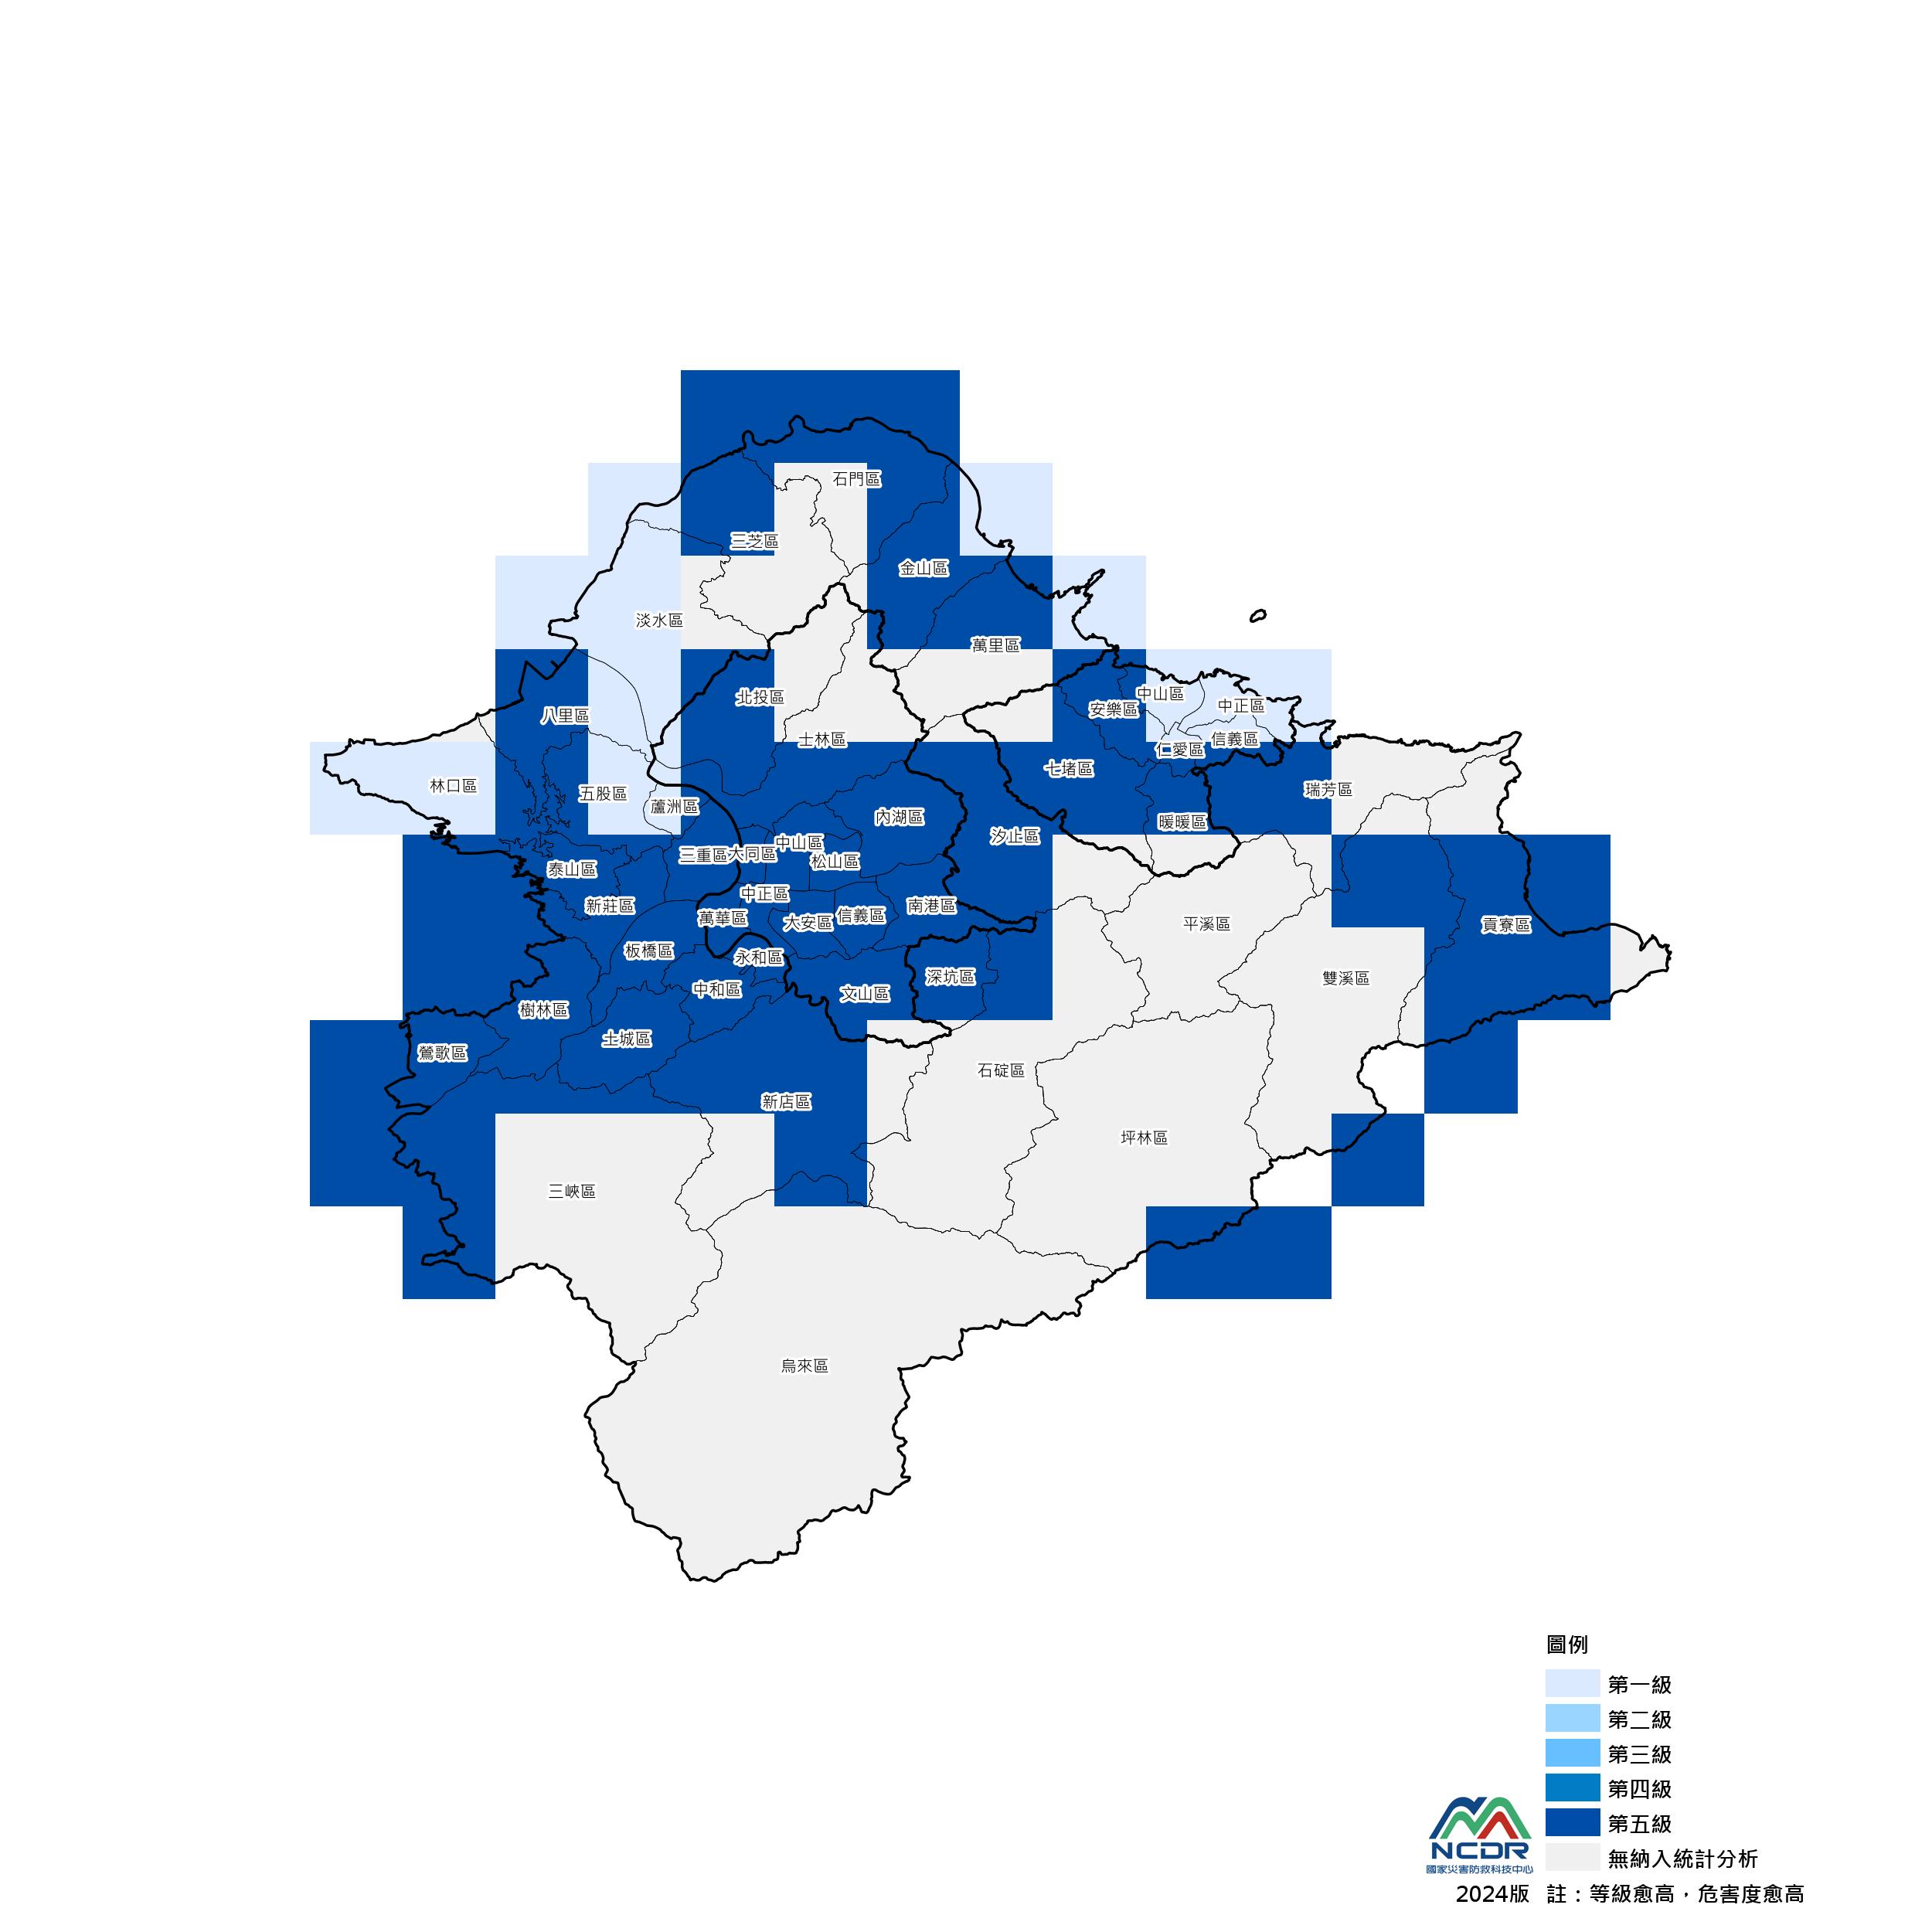 石門區
三芝區
金山區
淡水區
萬里區
北投區
中山區
安樂區
中正區
八里區
士林區
信義區
仁愛區
七堵區
林口區
五股區
瑞芳區
蘆洲區
內湖區
暖暖區
汐止區
中山區
三重區
大同區
松山區
泰山區
中正區
新莊區
南港區
萬華區
信義區
大安區
平溪區
貢寮區
板橋區
永和區
深坑區
雙溪區
中和區
文山區
樹林區
土城區
鶯歌區
石碇區
新店區
坪林區
三峽區
烏來區
圖例
第一級
第二級
第三級
第四級
第五級
無納入統計分析
NCDR
國家災害防救科技中心
2024版 註：等級愈高，危害度愈高